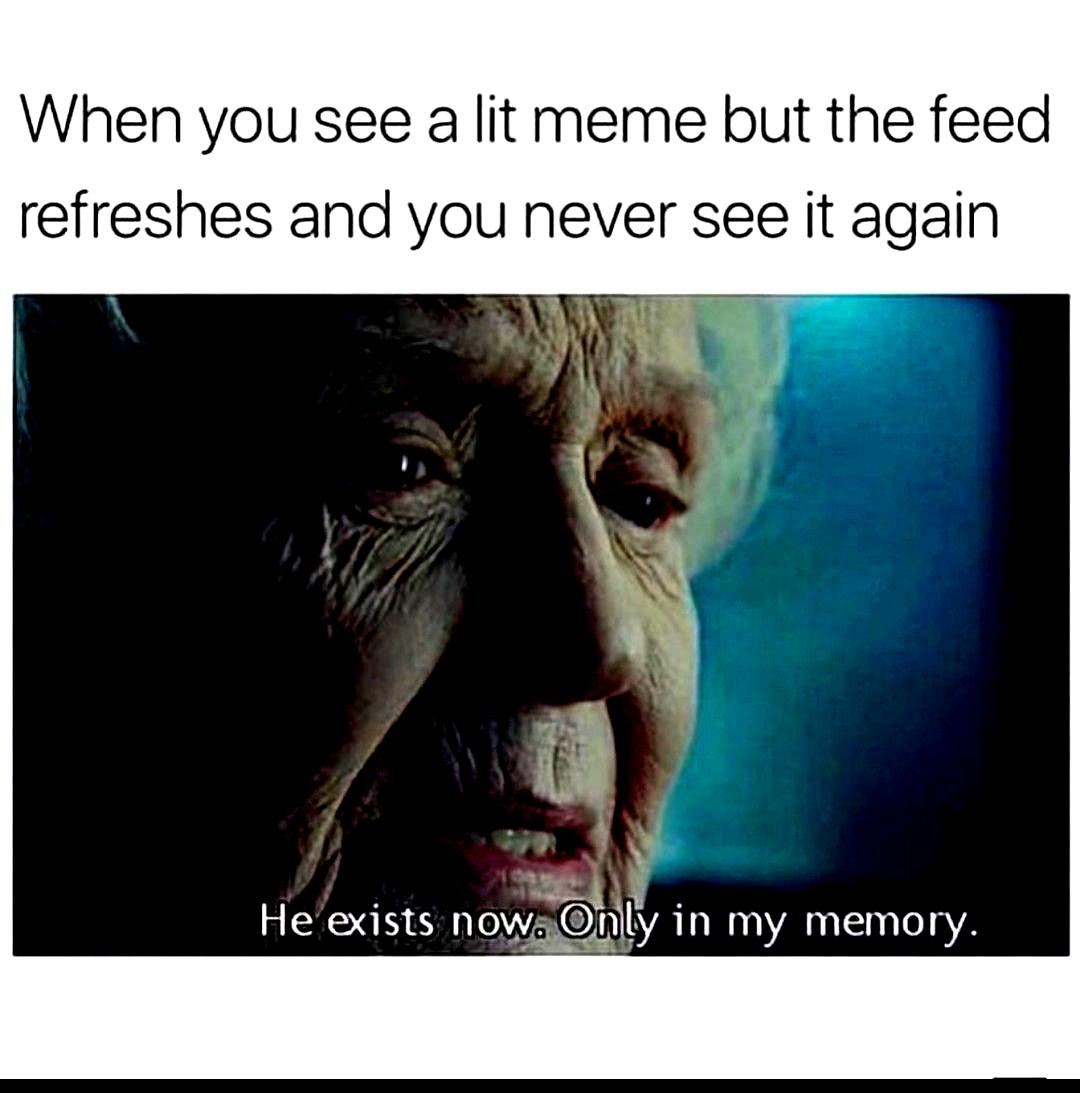 When you see a lit meme but the feed
refreshes and you never see it again
He exists now. Only in my memory.